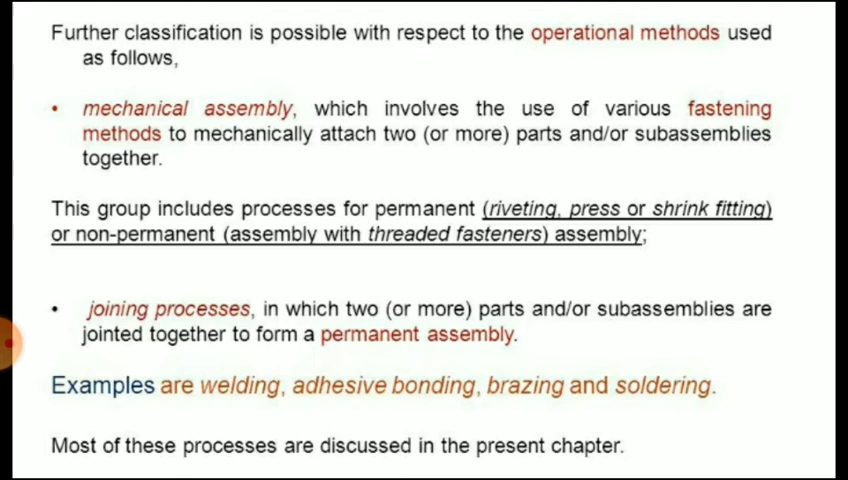 Further classification is possible with respect to the operational methods used
as follows,
• mechanical assembly, which involves the use of various fastening
methods to mechanically attach two (or more) parts and/or subassemblies
together.
This group includes processes for permanent (riveting, press or shrink fitting)
or non-permanent (assembly with threaded fasteners) assembly;
• joining processes, in which two (or more) parts and/or subassemblies are
jointed together to form a permanent assembly.
Examples are welding, adhesive bonding, brazing and soldering.
Most of these processes are discussed in the present chapter.